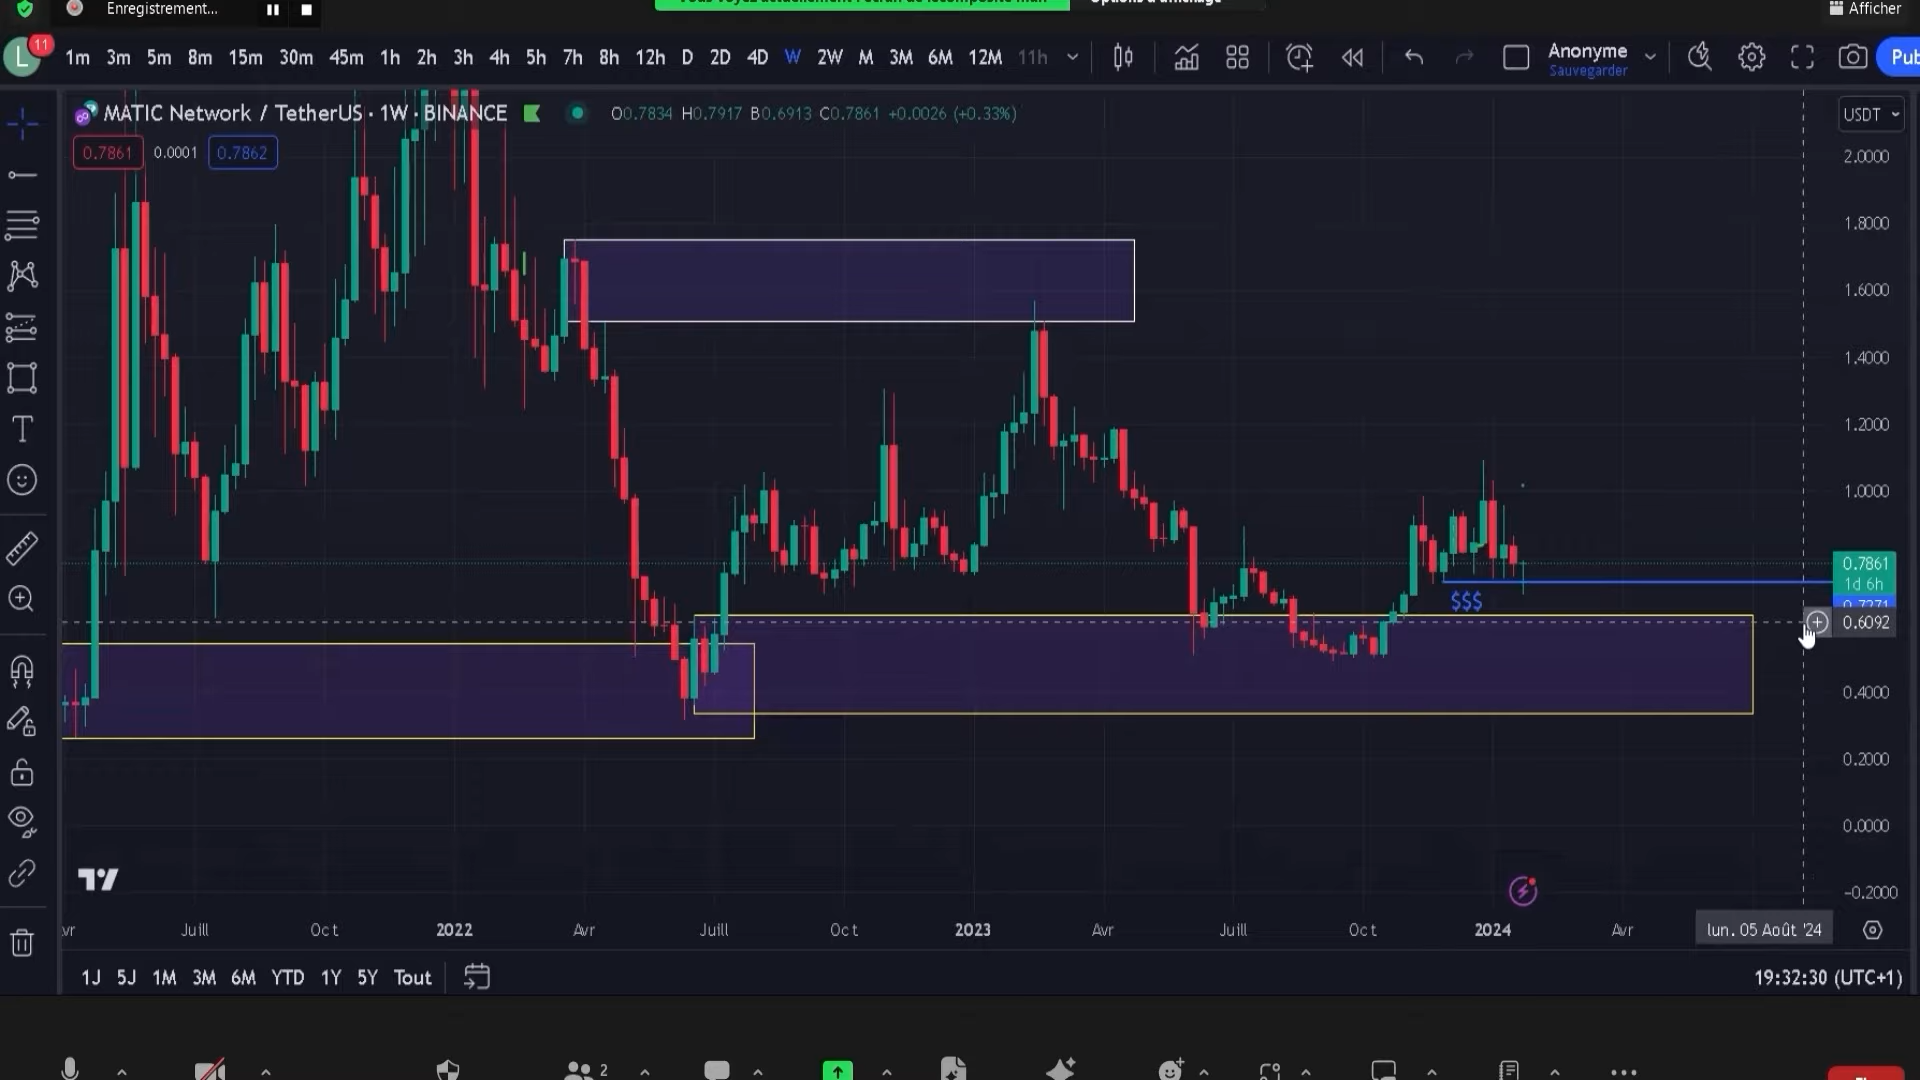 Enregistrement...
Afficher
L 11 1m 3m 5m 8m 15m 30m 45m 1h 2h 3h 4h 5h 7h 8h 12h D 2D 4D W 2W M 3M 6M 12M 11h Anonyme Pub
Sauvegarder
MATIC Network / TetherUS · 1W · BINANCE O0.7834 H0.7917 B0.6913 C0.7861 +0.0026 (+0.33%) USDT
0.7861 0.0001 0.7862
2.0000
1.8000
1.6000
1.4000
1.2000
1.0000
0.7861
1d 6h
0.7271
$$$
0.6092
0.4000
0.2000
0.0000
-0.2000
Juill Oct 2022 Avr Juill Oct 2023 Avr Juill Oct 2024 Avr lun. 05 Août '24
1J 5J 1M 3M 6M YTD 1Y 5Y Tout 19:32:30 (UTC+1)
2